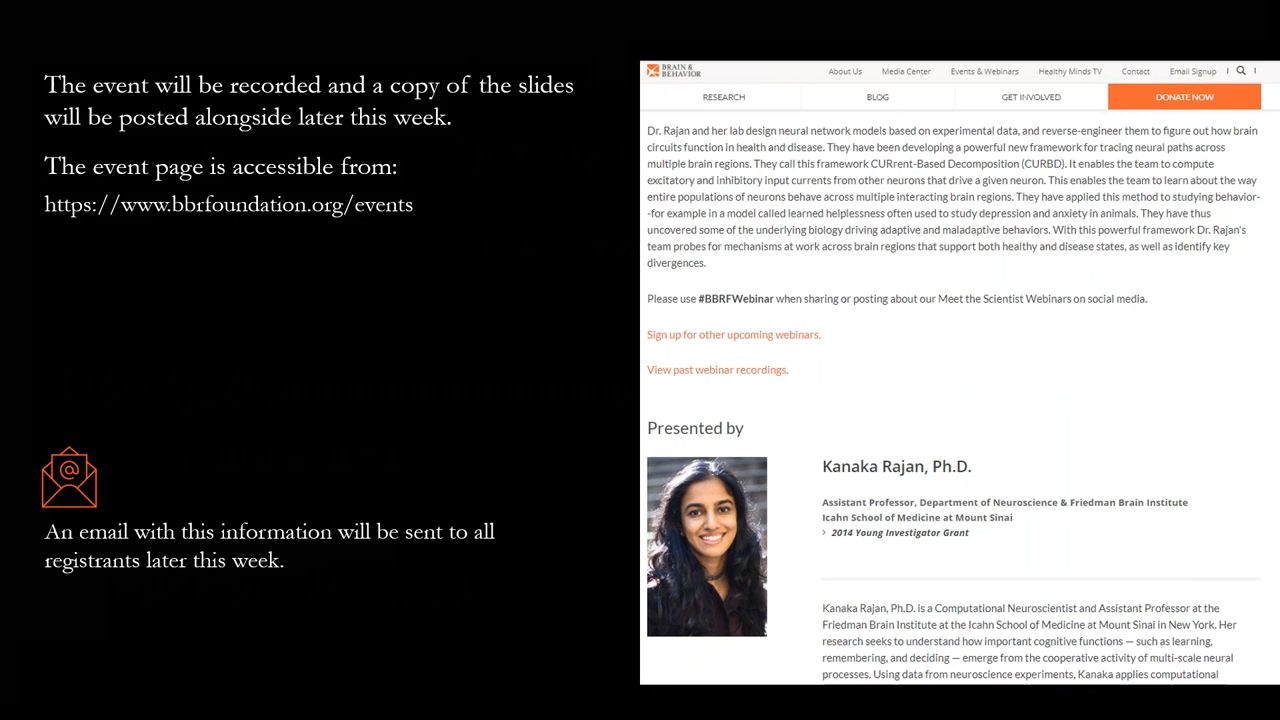 The event will be recorded and a copy of the slides
will be posted alongside later this week.
The event page is accessible from:
https://www.bbrfoundation.org/events
@
An email with this information will be sent to all
registrants later this week.
BRAIN &
BEHAVIOR
About Us Media Center Events & Webinars Healthy Minds TV Contact Email Signup
RESEARCH BLOG GET INVOLVED DONATE NOW
Dr. Rajan and her lab design neural network models based on experimental data, and reverse-engineer them to figure out how brain
circuits function in health and disease. They have been developing a powerful new framework for tracing neural paths across
multiple brain regions. They call this framework CURrent-Based Decomposition (CURBD). It enables the team to compute
excitatory and inhibitory input currents from other neurons that drive a given neuron. This enables the team to learn about the way
entire populations of neurons behave across multiple interacting brain regions. They have applied this method to studying behavior-
-for example in a model called learned helplessness often used to study depression and anxiety in animals. They have thus
uncovered some of the underlying biology driving adaptive and maladaptive behaviors. With this powerful framework Dr. Rajan's
team probes for mechanisms at work across brain regions that support both healthy and disease states, as well as identify key
divergences.
Please use #BBRFWebinar when sharing or posting about our Meet the Scientist Webinars on social media.
Sign up for other upcoming webinars.
View past webinar recordings.
Presented by
Kanaka Rajan, Ph.D.
Assistant Professor, Department of Neuroscience & Friedman Brain Institute
Icahn School of Medicine at Mount Sinai
› 2014 Young Investigator Grant
Kanaka Rajan, Ph.D. is a Computational Neuroscientist and Assistant Professor at the
Friedman Brain Institute at the Icahn School of Medicine at Mount Sinai in New York. Her
research seeks to understand how important cognitive functions — such as learning,
remembering, and deciding — emerge from the cooperative activity of multi-scale neural
processes. Using data from neuroscience experiments, Kanaka applies computational